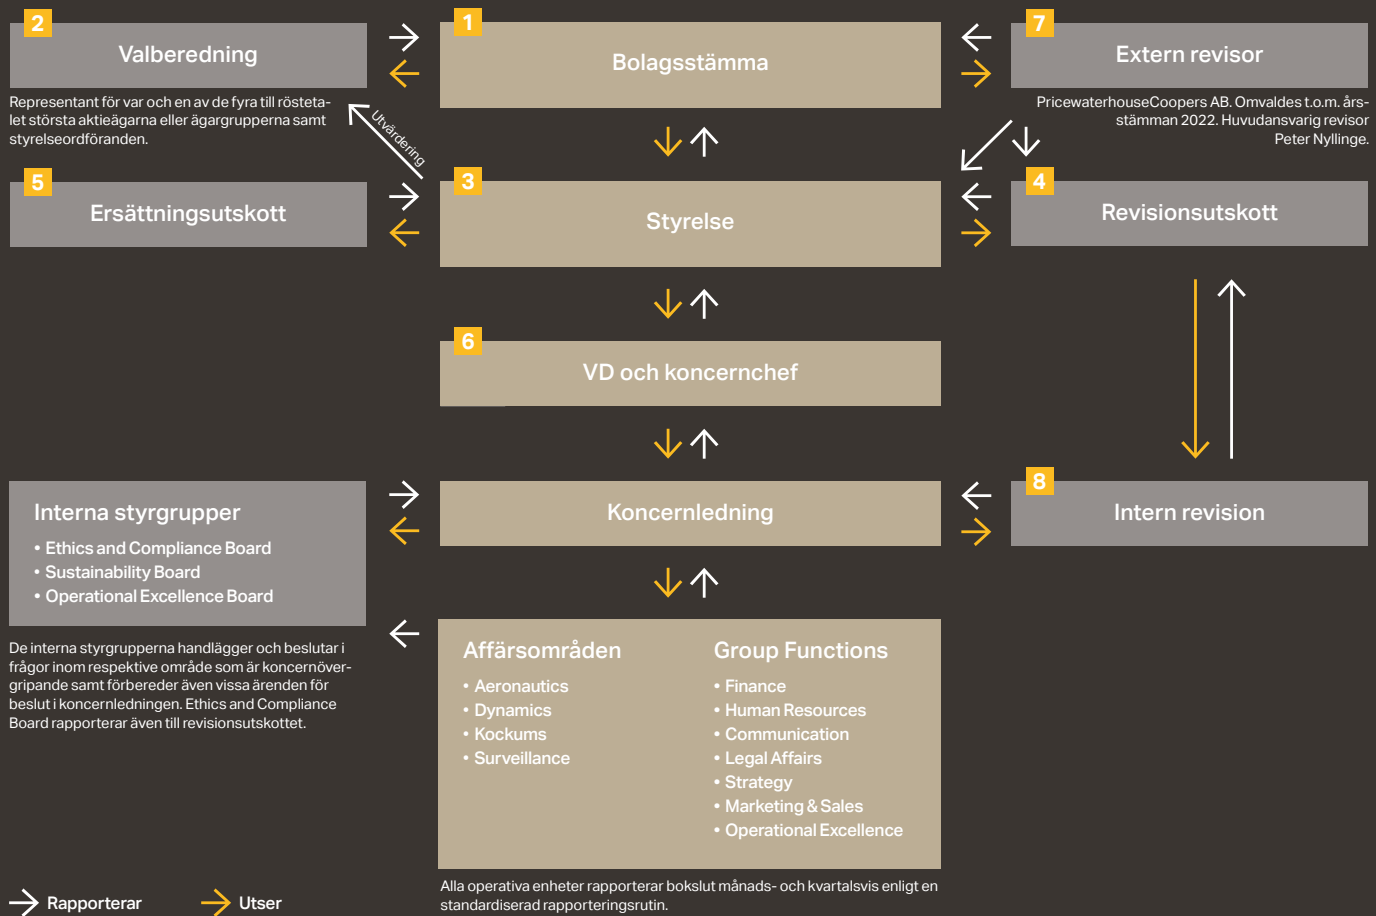 2
Valberedning
Representant för var och en av de fyra till rösteta-
let största aktieägarna eller ägargrupperna samt
styrelseordföranden.
1
Bolagsstämma
7
Extern revisor
PricewaterhouseCoopers AB. Omvaldes t.o.m. års-
stämman 2022. Huvudansvarig revisor
Peter Nyllinge.
Utvärdering
5
Ersättningsutskott
3
Styrelse
4
Revisionsutskott
6
VD och koncernchef
Interna styrgrupper
• Ethics and Compliance Board
• Sustainability Board
• Operational Excellence Board
De interna styrgrupperna handlägger och beslutar i
frågor inom respektive område som är koncernöver-
gripande samt förbereder även vissa ärenden för
beslut i koncernledningen. Ethics and Compliance
Board rapporterar även till revisionsutskottet.
Koncernledning
8
Intern revision
Affärsområden
• Aeronautics
• Dynamics
• Kockums
• Surveillance
Group Functions
• Finance
• Human Resources
• Communication
• Legal Affairs
• Strategy
• Marketing & Sales
• Operational Excellence
Alla operativa enheter rapporterar bokslut månads- och kvartalsvis enligt en
standardiserad rapporteringsrutin.
Rapporterar
Utser